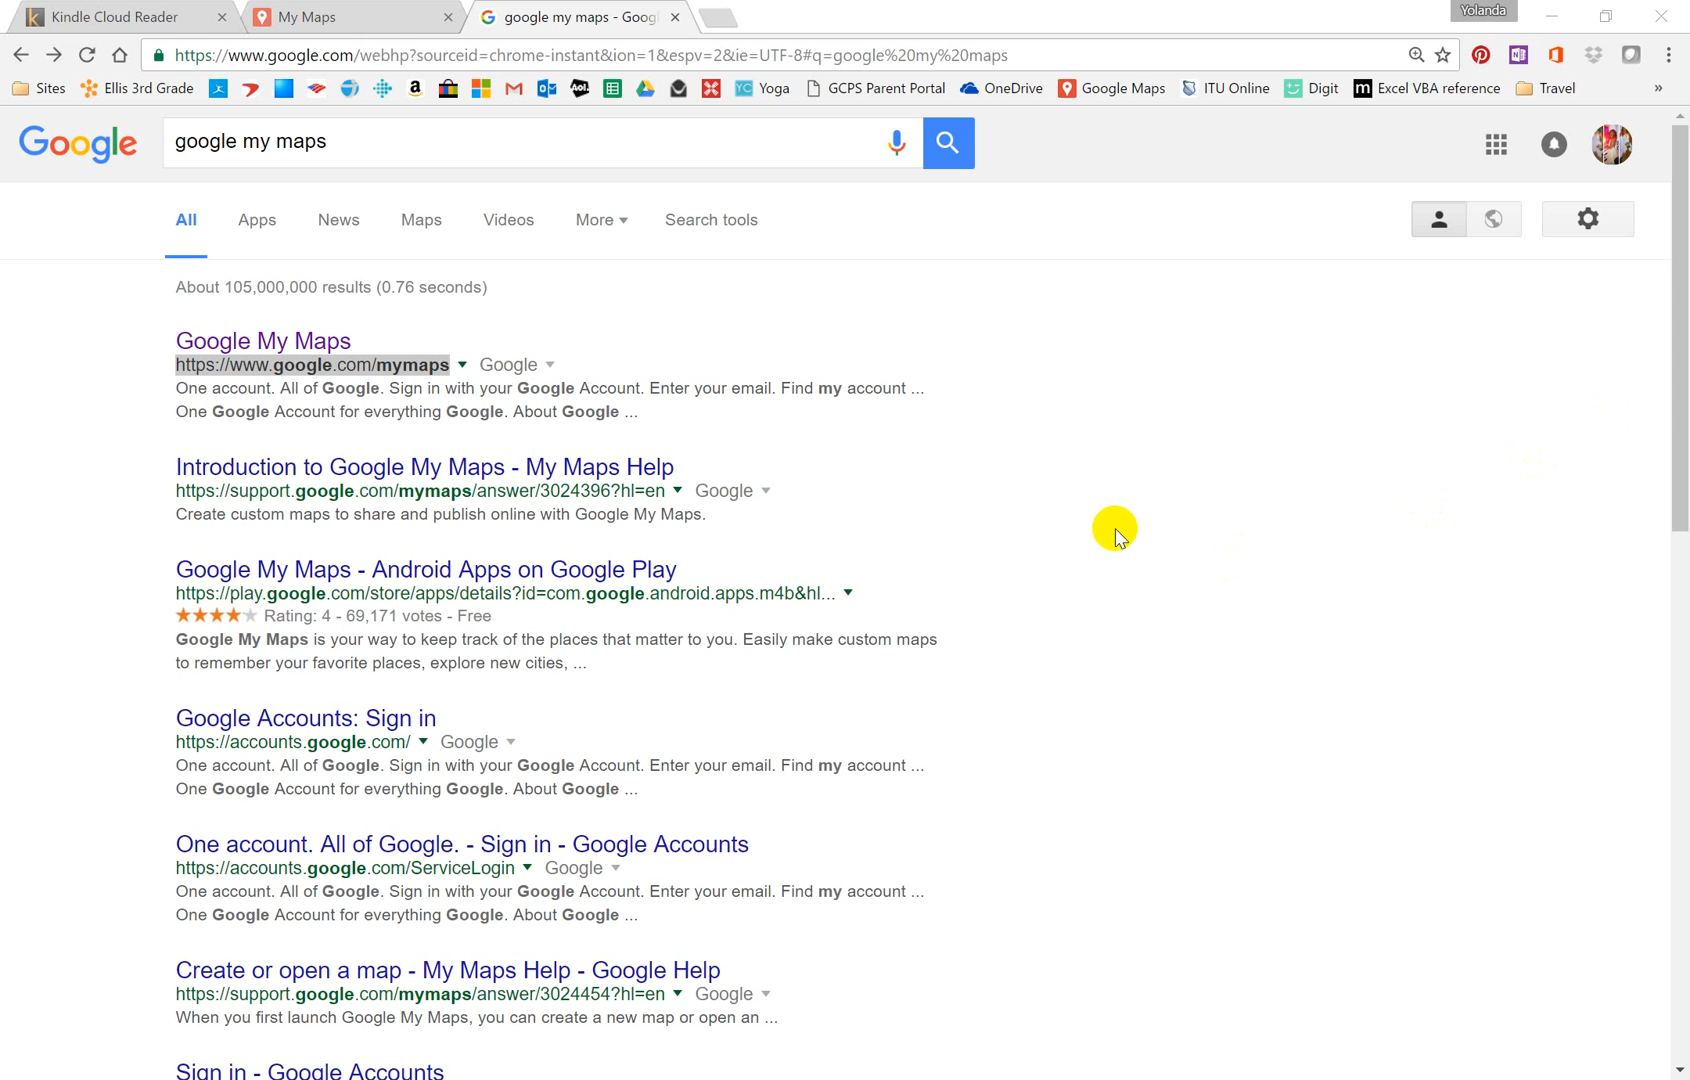 Kindle Cloud Reader
My Maps
google my maps - Goog
Yolanda
https://www.google.com/webhp?sourceid=chrome-instant&ion=1&espv=2&ie=UTF-8#q=google%20my%20maps
Sites
Ellis 3rd Grade
Aol.
YC Yoga
GCPS Parent Portal
OneDrive
Google Maps
ITU Online
Digit
m Excel VBA reference
Travel
»
Google
google my maps
All Apps News Maps Videos More Search tools
About 105,000,000 results (0.76 seconds)
Google My Maps
https://www.google.com/mymaps Google
One account. All of Google. Sign in with your Google Account. Enter your email. Find my account ...
One Google Account for everything Google. About Google ...
Introduction to Google My Maps - My Maps Help
https://support.google.com/mymaps/answer/3024396?hl=en Google
Create custom maps to share and publish online with Google My Maps.
Google My Maps - Android Apps on Google Play
https://play.google.com/store/apps/details?id=com.google.android.apps.m4b&hl...
Rating: 4 - 69,171 votes - Free
Google My Maps is your way to keep track of the places that matter to you. Easily make custom maps
to remember your favorite places, explore new cities, ...
Google Accounts: Sign in
https://accounts.google.com/ Google
One account. All of Google. Sign in with your Google Account. Enter your email. Find my account ...
One Google Account for everything Google. About Google ...
One account. All of Google. - Sign in - Google Accounts
https://accounts.google.com/ServiceLogin Google
One account. All of Google. Sign in with your Google Account. Enter your email. Find my account ...
One Google Account for everything Google. About Google ...
Create or open a map - My Maps Help - Google Help
https://support.google.com/mymaps/answer/3024454?hl=en Google
When you first launch Google My Maps, you can create a new map or open an ...
Sign in - Google Accounts